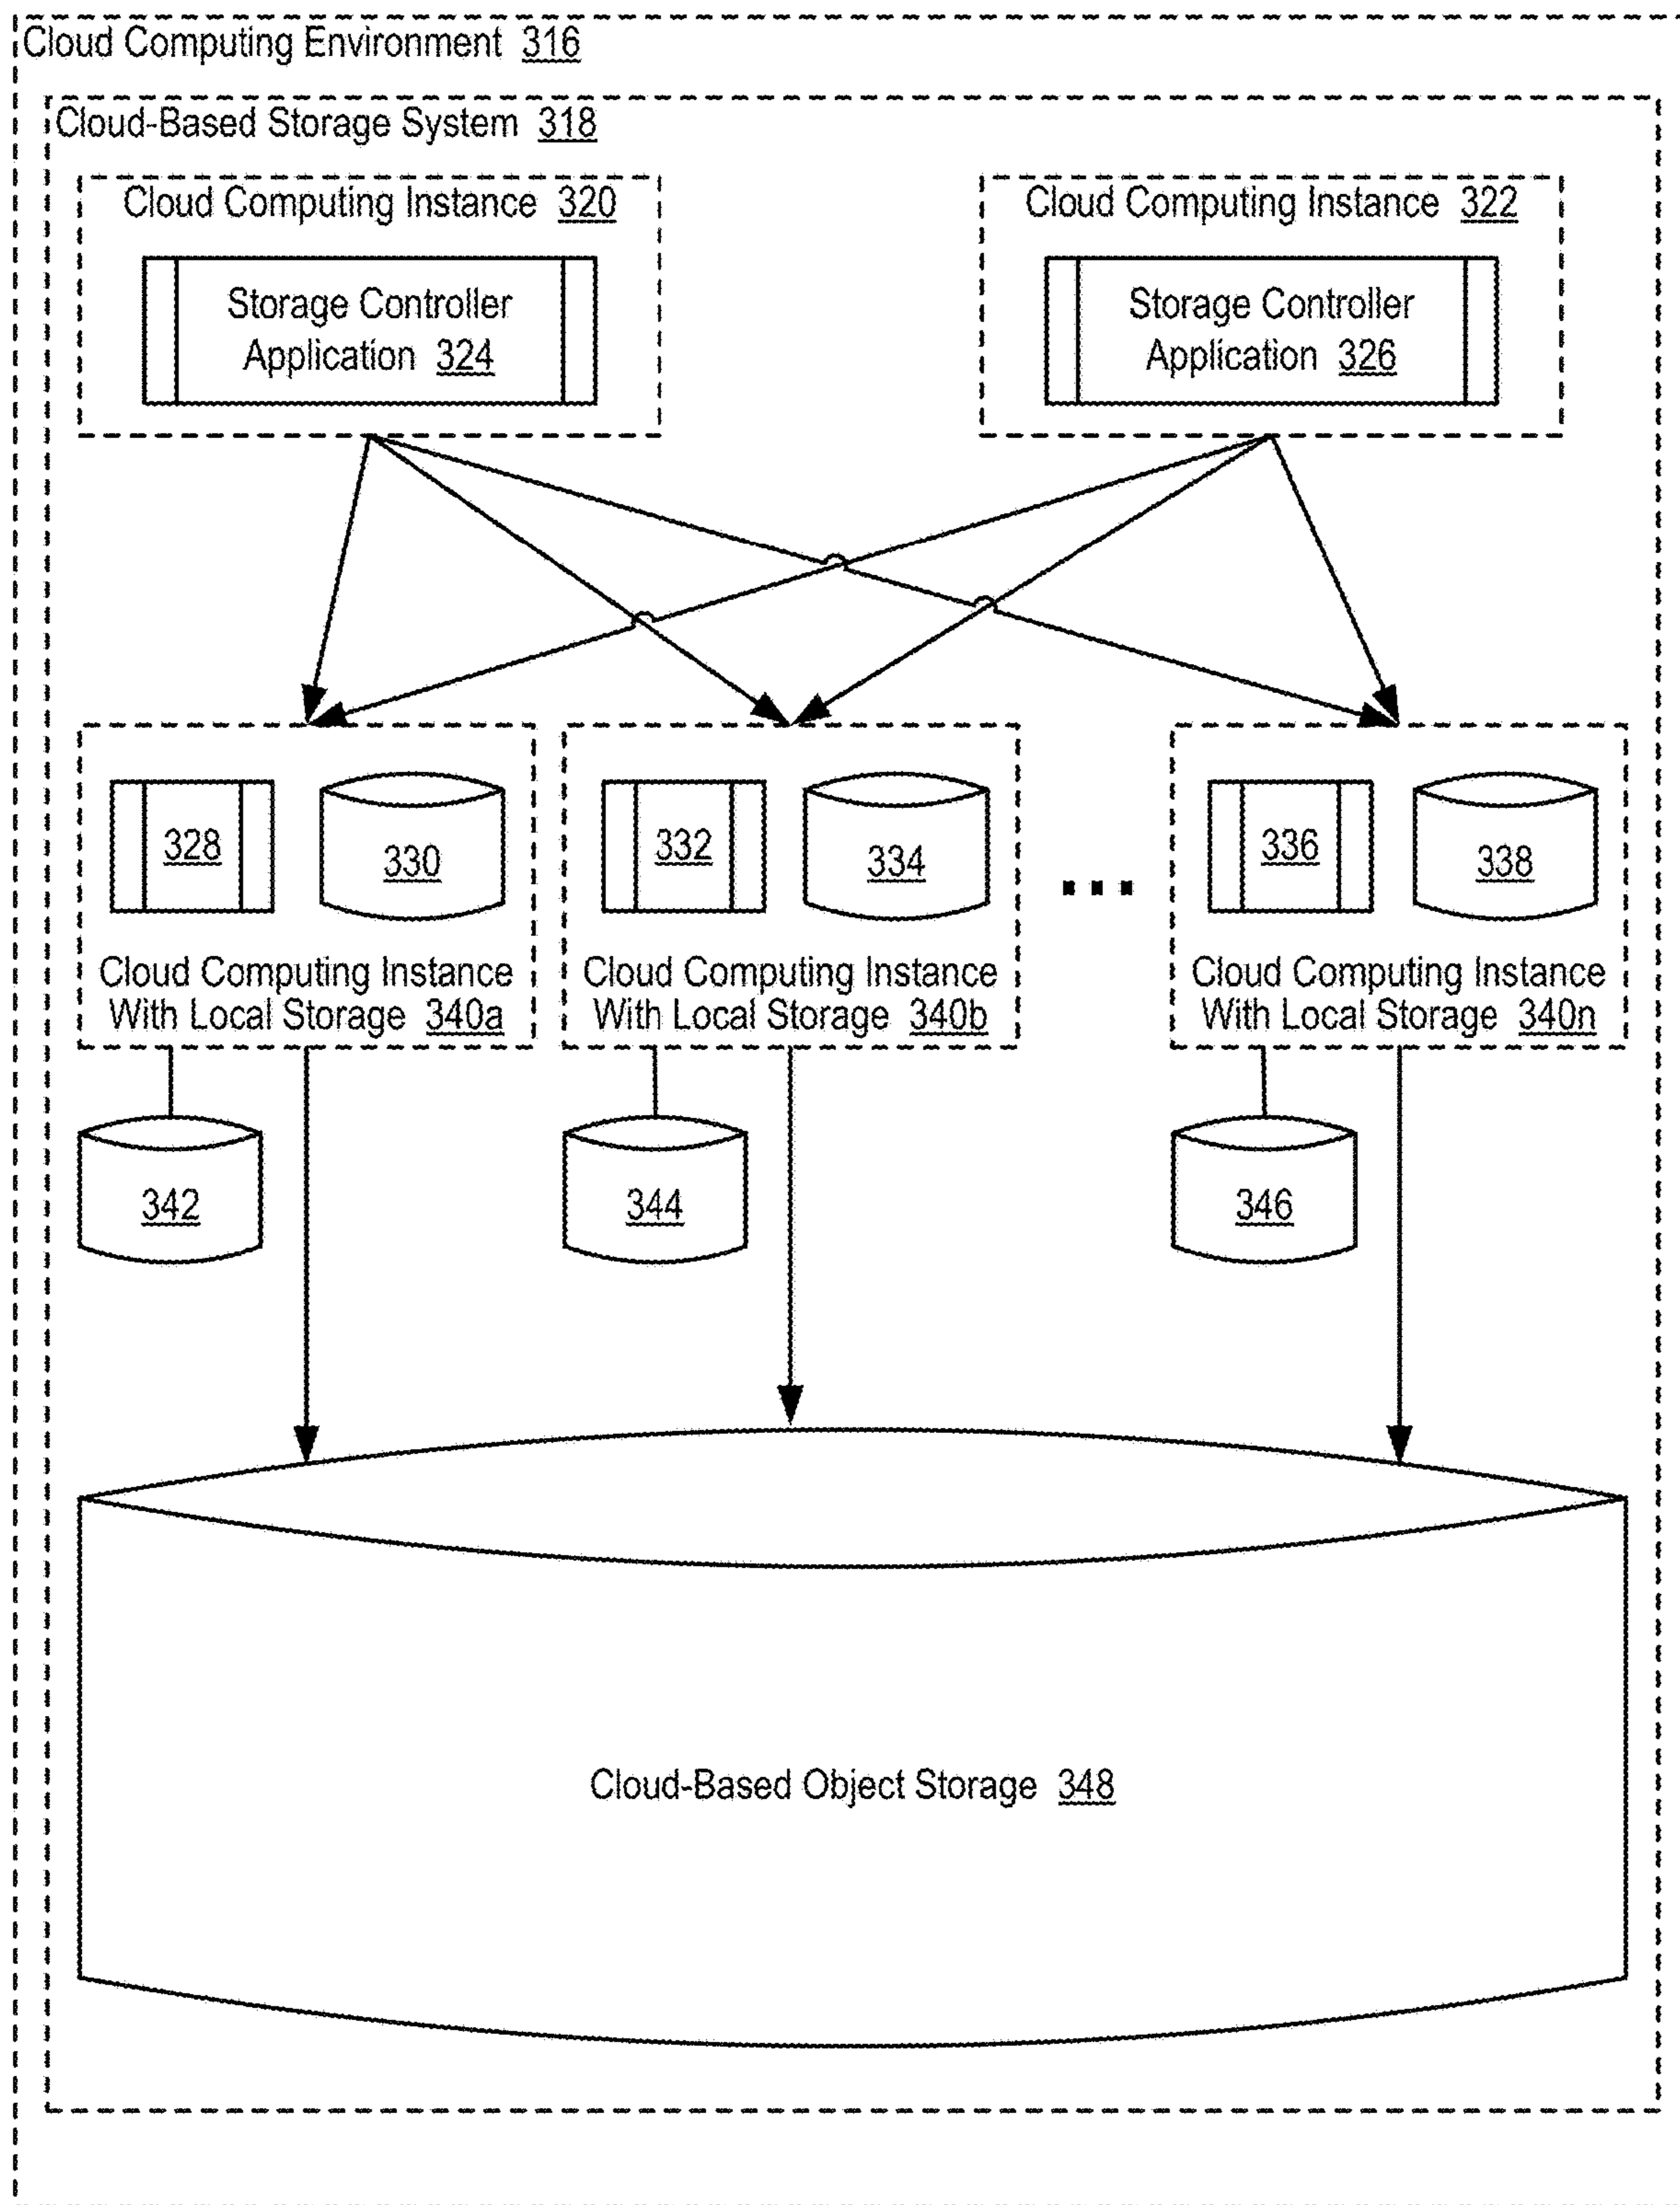 Cloud Computing Environment 316
Cloud-Based Storage System 318
Cloud Computing Instance 320
Storage Controller
Application 324
Cloud Computing Instance 322
Storage Controller
Application 326
328
330
Cloud Computing Instance
With Local Storage 340a
332
334
Cloud Computing Instance
With Local Storage 340b
...
336
338
Cloud Computing Instance
With Local Storage 340n
342
344
346
Cloud-Based Object Storage 348